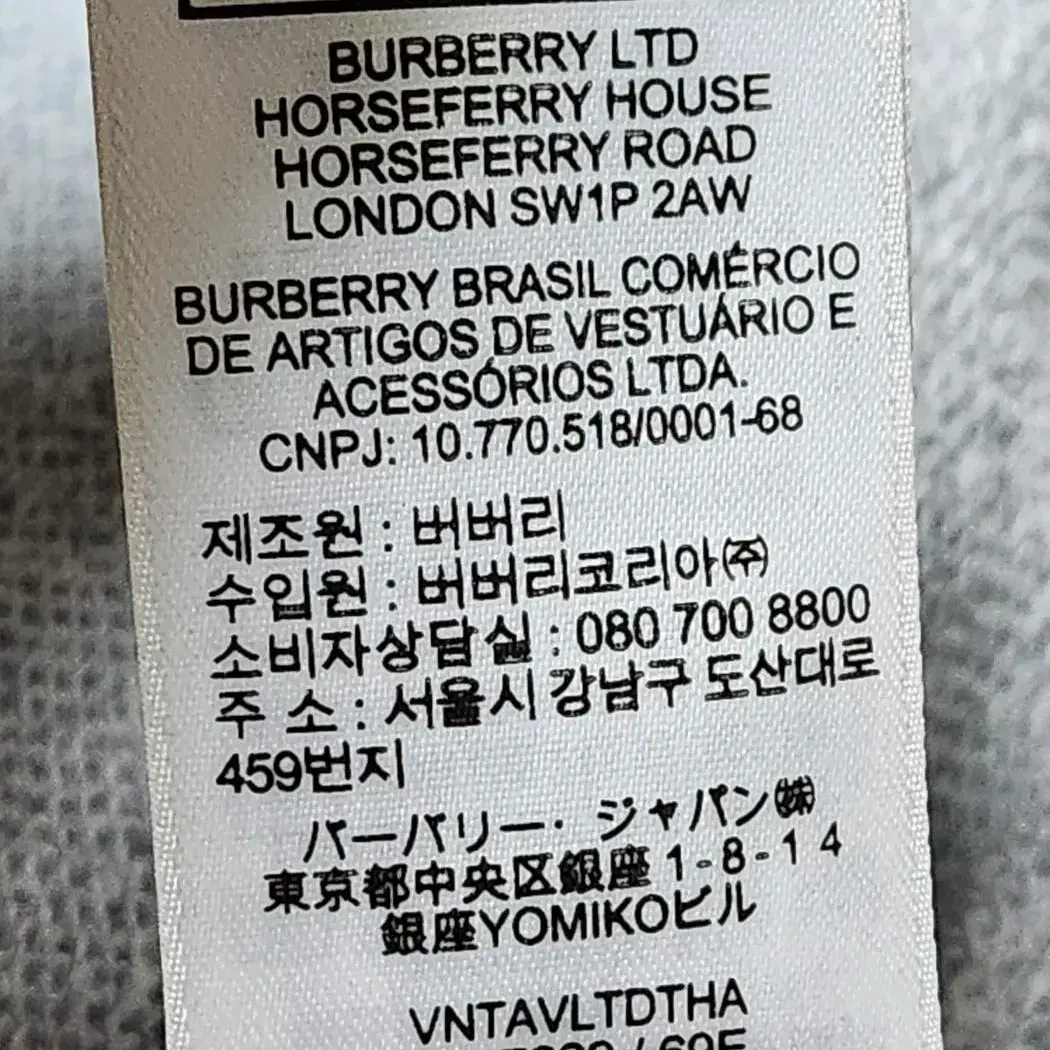 BURBERRY LTD
HORSEFERRY HOUSE
HORSEFERRY ROAD
LONDON SW1P 2AW
BURBERRY BRASIL COMÉRCIO
DE ARTIGOS DE VESTUÁRIO E
ACESSÓRIOS LTDA.
CNPJ: 10.770.518/0001-68
제조원 : 버버리
수입원 : 버버리코리아㈜
소비자상담실 : 080 700 8800
주 소 : 서울시 강남구 도산대로
459번지
バーバリー・ジャパン㈱
東京都中央区銀座 1-8-14
銀座YOMIKOビル
VNTAVLTDTHA